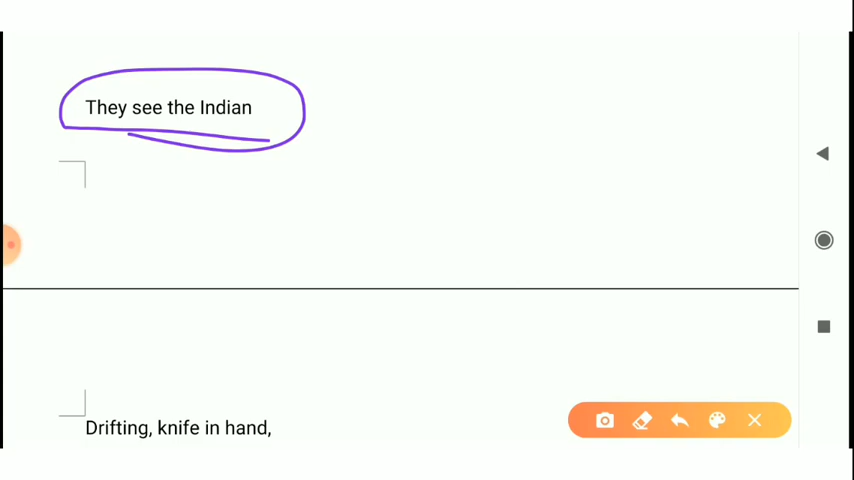 They see the Indian
Drifting, knife in hand,